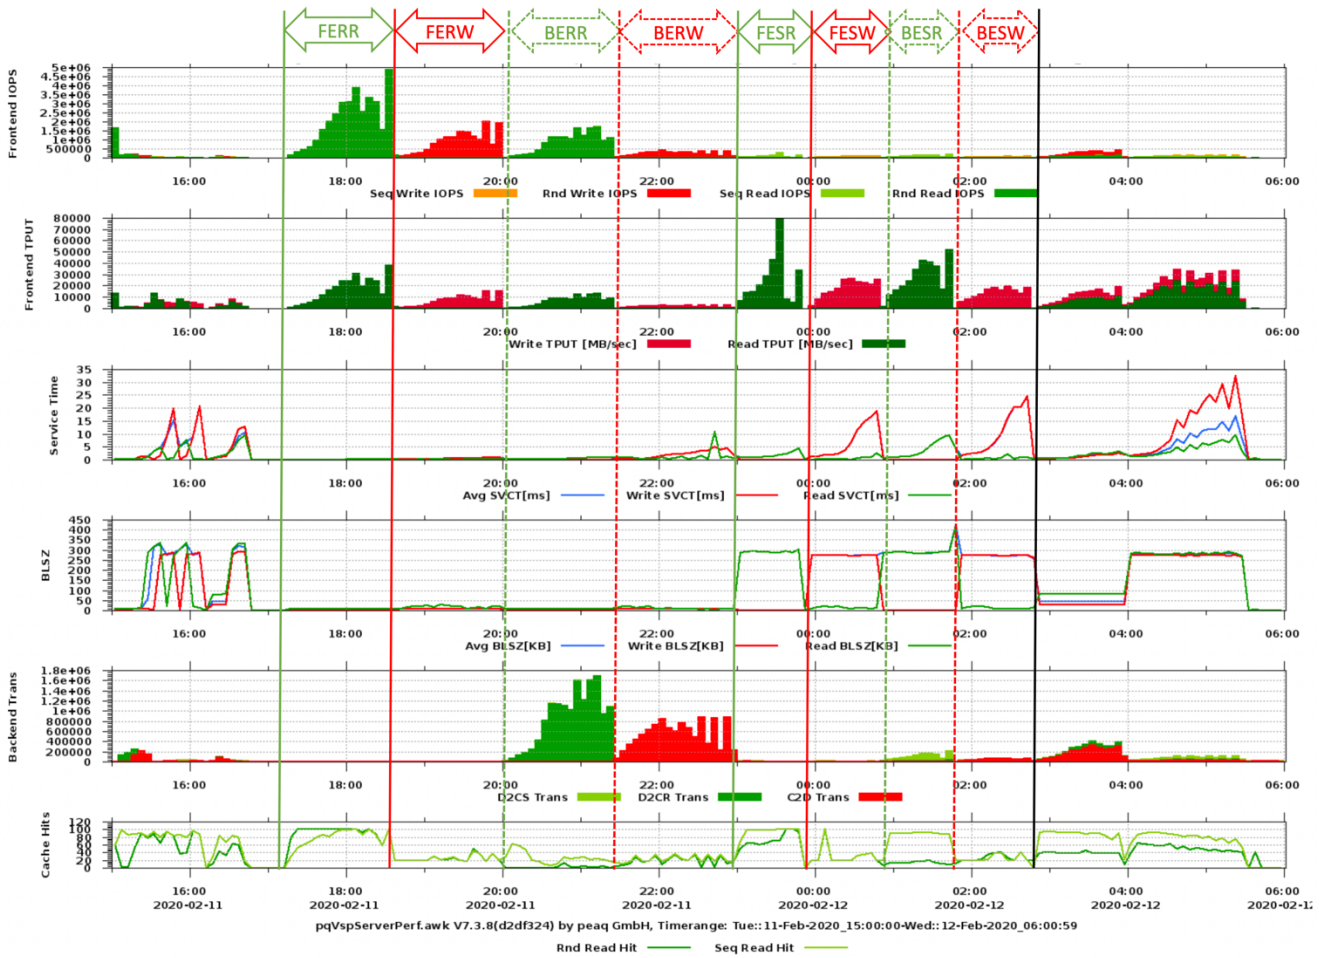 FERR FERW BERR BERW FESR FESW BESR BESW
Frontend IOPS
5e+06
4.5e+06
4e+06
3.5e+06
3e+06
2.5e+06
2e+06
1.5e+06
1e+06
500000
0
16:00 18:00 20:00 22:00 00:00 02:00 04:00 06:00
Seq Write IOPS Rnd Write IOPS Seq Read IOPS Rnd Read IOPS
Frontend TPUT
80000
70000
60000
50000
40000
30000
20000
10000
0
16:00 18:00 20:00 22:00 00:00 02:00 04:00 06:00
Write TPUT [MB/sec] Read TPUT [MB/sec]
Service Time
35
30
25
20
15
10
5
0
16:00 18:00 20:00 22:00 00:00 02:00 04:00 06:00
Avg SVCT[ms] Write SVCT[ms] Read SVCT[ms]
BLSZ
450
400
350
300
250
200
150
100
50
0
16:00 18:00 20:00 22:00 00:00 02:00 04:00 06:00
Avg BLSZ[KB] Write BLSZ[KB] Read BLSZ[KB]
Backend Trans
1.8e+06
1.6e+06
1.4e+06
1.2e+06
1e+06
800000
600000
400000
200000
0
16:00 18:00 20:00 22:00 00:00 02:00 04:00 06:00
D2CS Trans D2CR Trans C2D Trans
Cache Hits
120
100
80
60
40
20
0
16:00 18:00 20:00 22:00 00:00 02:00 04:00 06:00
2020-02-11 2020-02-11 2020-02-11 2020-02-11 2020-02-12 2020-02-12 2020-02-12 2020-02-1
pqVspServerPerf.awk V7.3.8(d2df324) by peaq GmbH, Timerange: Tue::11-Feb-2020_15:00:00-Wed::12-Feb-2020_06:00:59
Rnd Read Hit Seq Read Hit